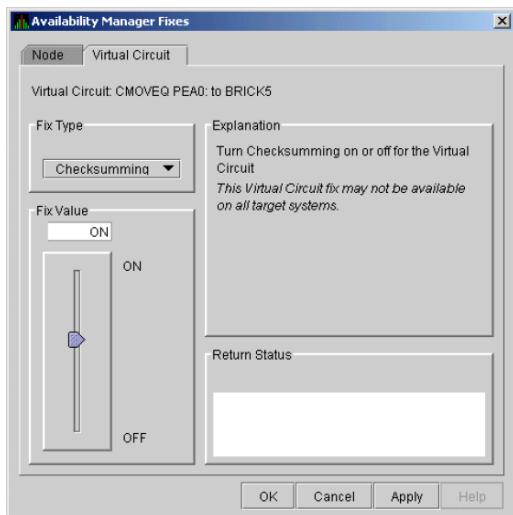 Availability Manager Fixes
Node
Virtual Circuit
Virtual Circuit: CMOVEQ PEA0: to BRICK5
Fix Type
Checksumming
Explanation
Turn Checksumming on or off for the Virtual
Circuit
This Virtual Circuit fix may not be available
on all target systems.
Fix Value
ON
ON
OFF
Return Status
OK
Cancel
Apply
Help